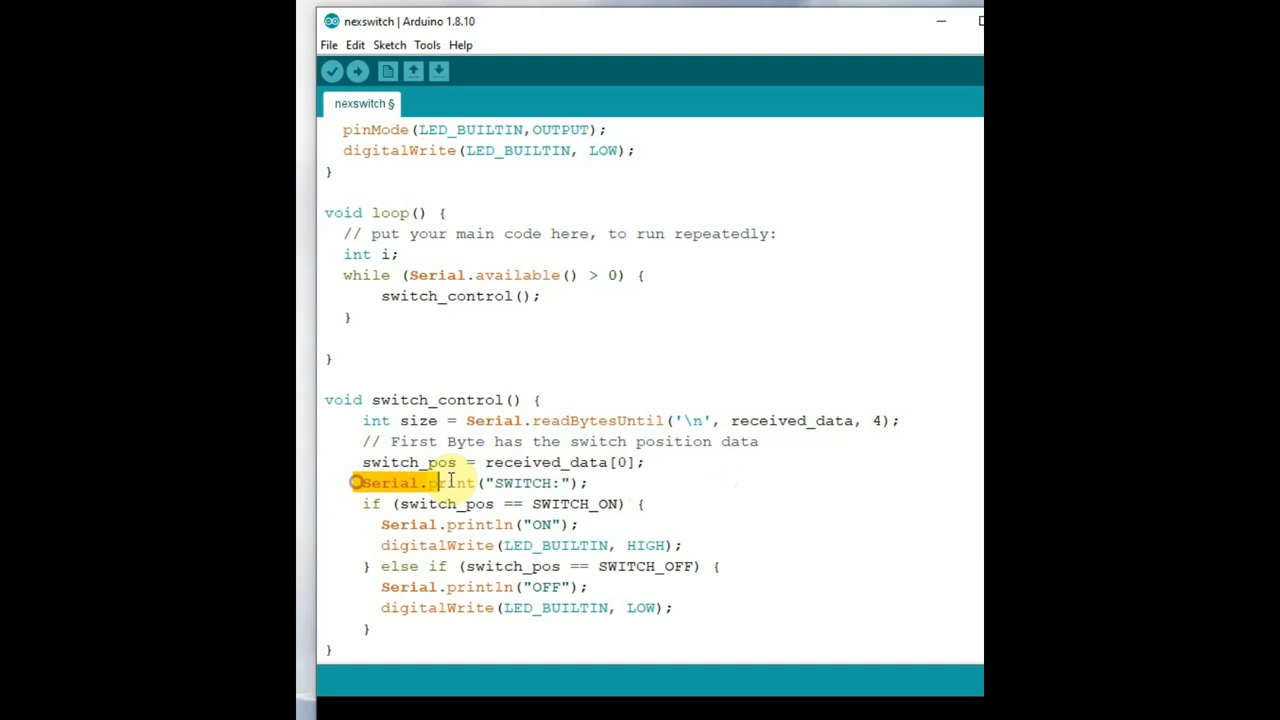 nexswitch | Arduino 1.8.10
File Edit Sketch Tools Help
nexswitch §
pinMode(LED_BUILTIN,OUTPUT);
digitalWrite(LED_BUILTIN, LOW);
}
void loop() {
// put your main code here, to run repeatedly:
int i;
while (Serial.available() > 0) {
switch_control();
}
}
void switch_control() {
int size = Serial.readBytesUntil('\n', received_data, 4);
// First Byte has the switch position data
switch_pos = received_data[0];
Serial.print("SWITCH:");
if (switch_pos == SWITCH_ON) {
Serial.println("ON");
digitalWrite(LED_BUILTIN, HIGH);
} else if (switch_pos == SWITCH_OFF) {
Serial.println("OFF");
digitalWrite(LED_BUILTIN, LOW);
}
}